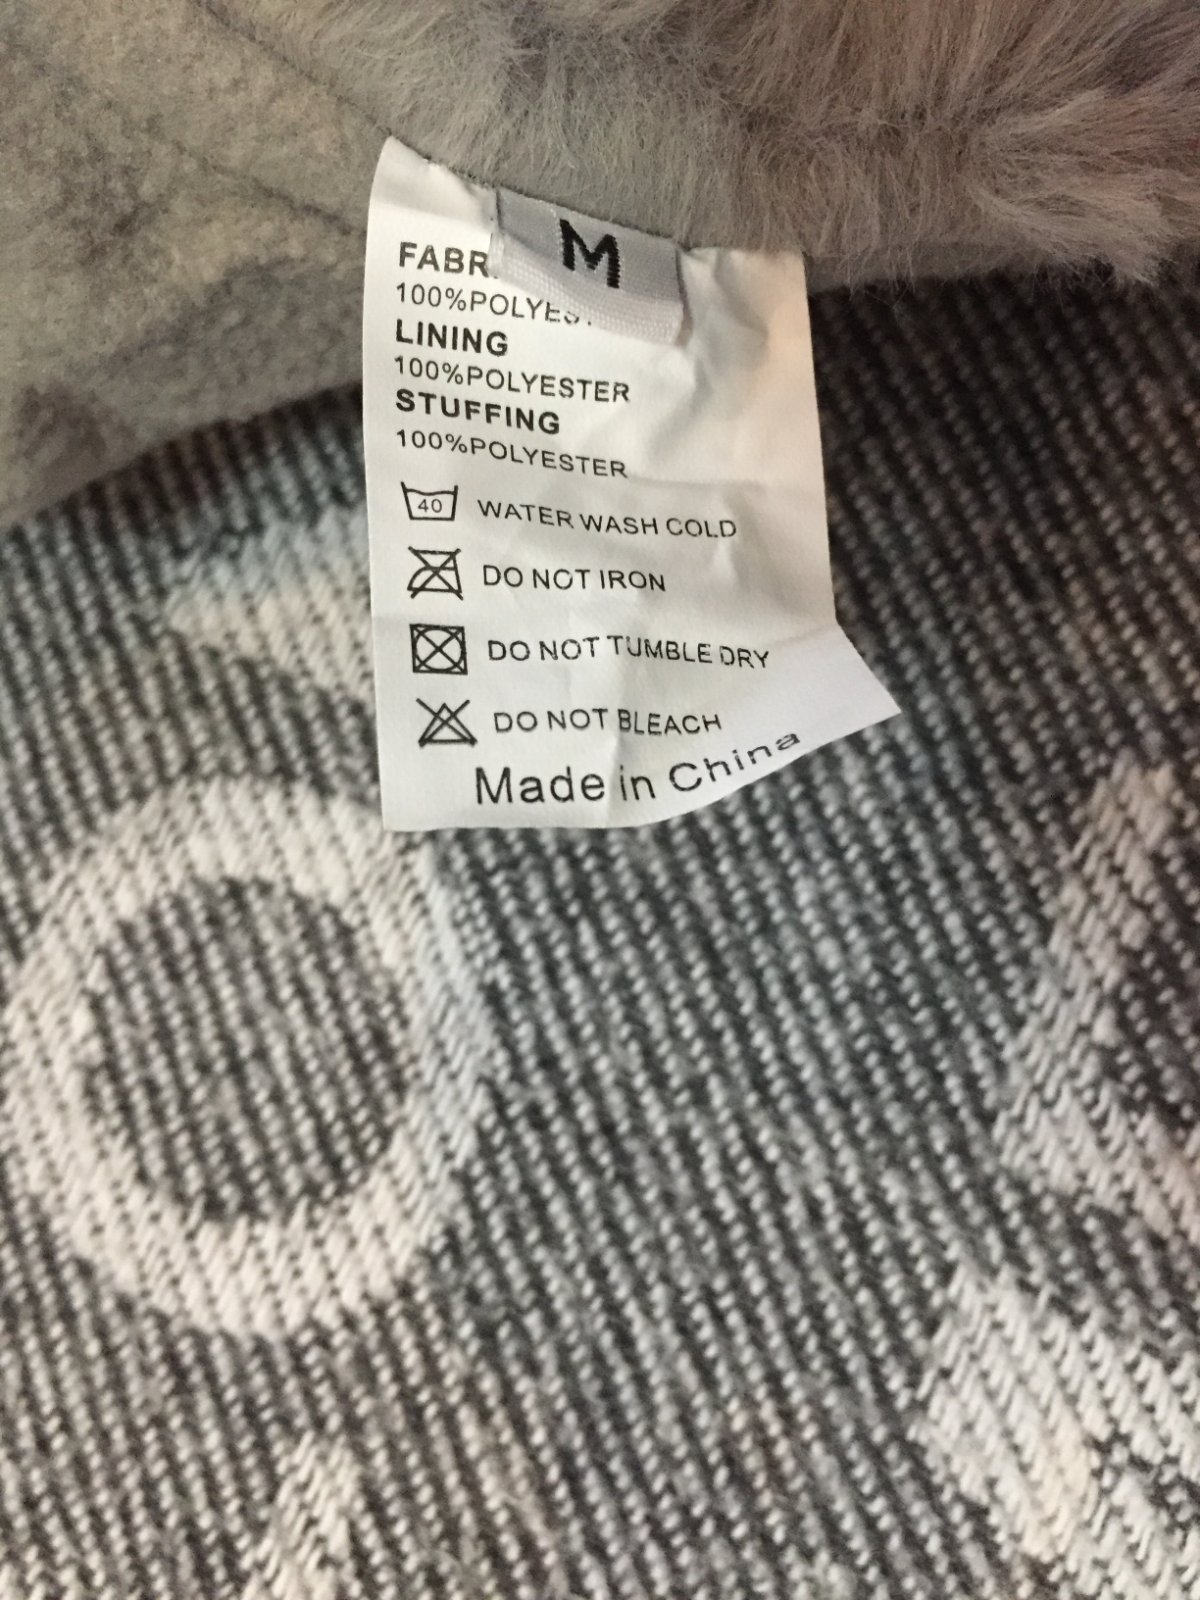 M
FABR
100%POLYES
LINING
100%POLYESTER
STUFFING
100%POLYESTER
40 WATER WASH COLD
DO NOT IRON
DO NOT TUMBLE DRY
DO NOT BLEACH
Made in China